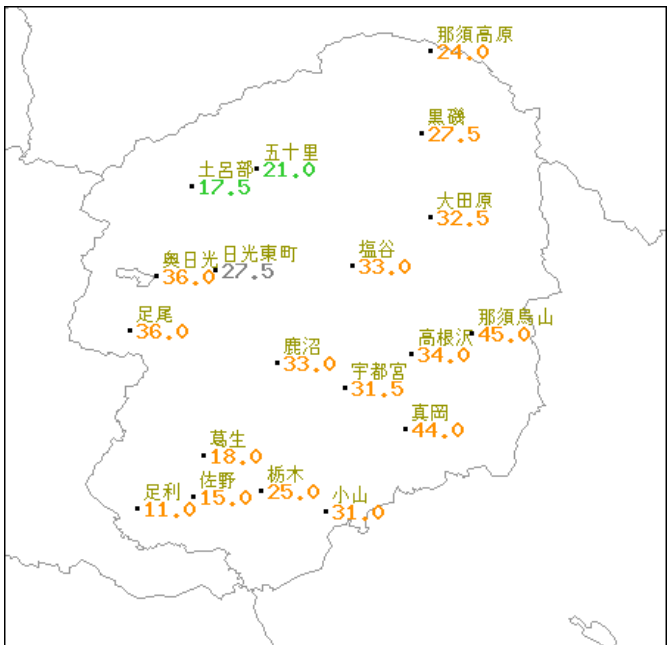 那須高原
24.0
黒磯
27.5
五十里
21.0
土呂部
17.5
大田原
32.5
塩谷
33.0
日光東町
27.5
奥日光
36.0
足尾
36.0
那須烏山
45.0
高根沢
34.0
鹿沼
33.0
宇都宮
31.5
真岡
44.0
葛生
18.0
栃木
25.0
佐野
15.0
足利
11.0
小山
31.0